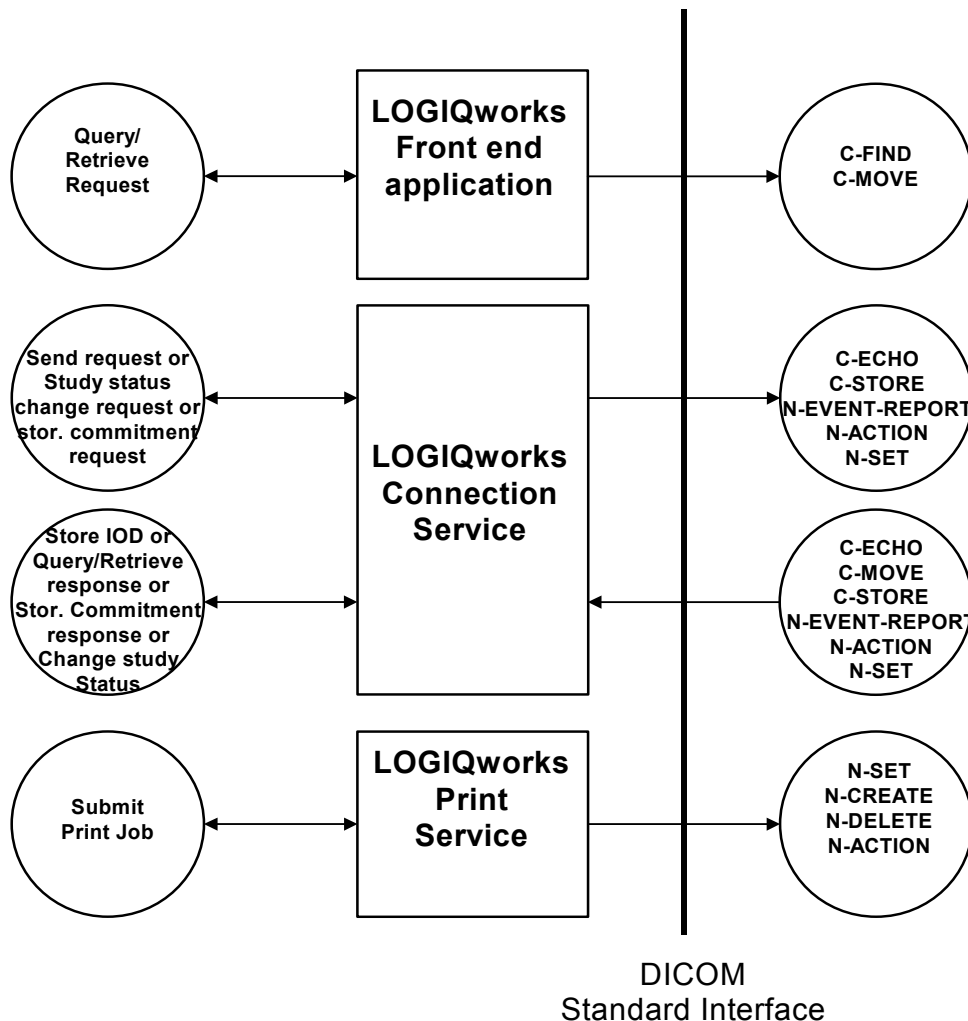 Query/
Retrieve
Request
LOGIQworks
Front end
application
C-FIND
C-MOVE
Send request or
Study status
change request or
stor. commitment
request
LOGIQworks
Connection
Service
C-ECHO
C-STORE
N-EVENT-REPORT
N-ACTION
N-SET
Store IOD or
Query/Retrieve
response or
Stor. Commitment
response or
Change study
Status
C-ECHO
C-MOVE
C-STORE
N-EVENT-REPORT
N-ACTION
N-SET
Submit
Print Job
LOGIQworks
Print
Service
N-SET
N-CREATE
N-DELETE
N-ACTION
DICOM
Standard Interface